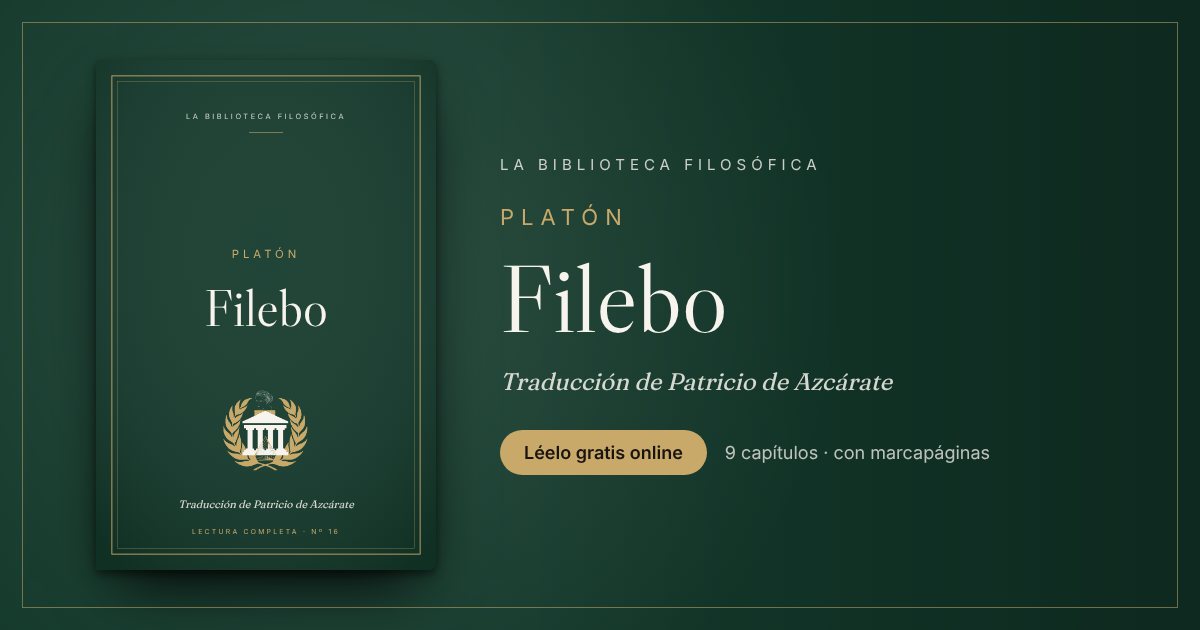 LA BIBLIOTECA FILOSÓFICA
PLATÓN
Filebo
Traducción de Patricio de Azcárate
LECTURA COMPLETA · Nº 16
LA BIBLIOTECA FILOSÓFICA
PLATÓN
Filebo
Traducción de Patricio de Azcárate
Léelo gratis online
9 capítulos · con marcapáginas